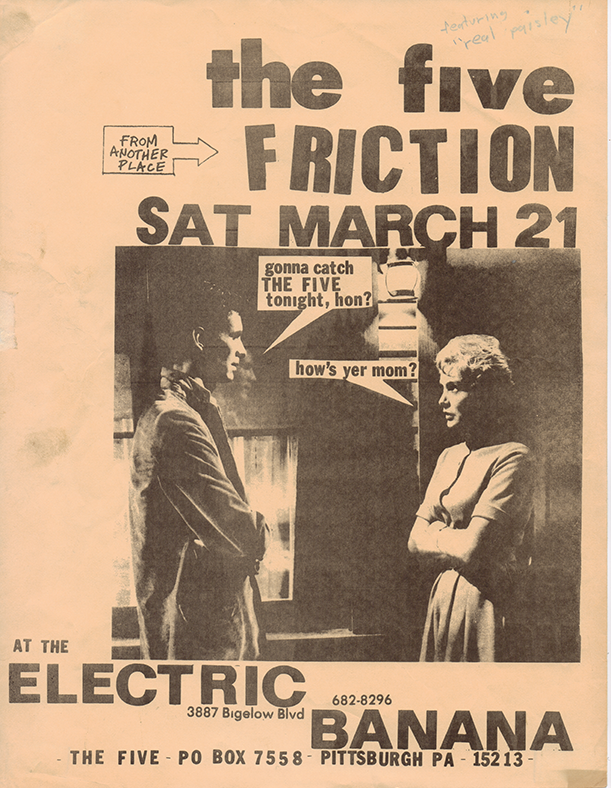 featuring
"real paisley"
the five
FROM
ANOTHER
PLACE
FRICTION
SAT MARCH 21
gonna catch
THE FIVE
tonight, hon?
how's yer mom?
AT THE
ELECTRIC
3887 Bigelow Blvd
682-8296
BANANA
- THE FIVE - PO BOX 7558 - PITTSBURGH PA - 15213 -